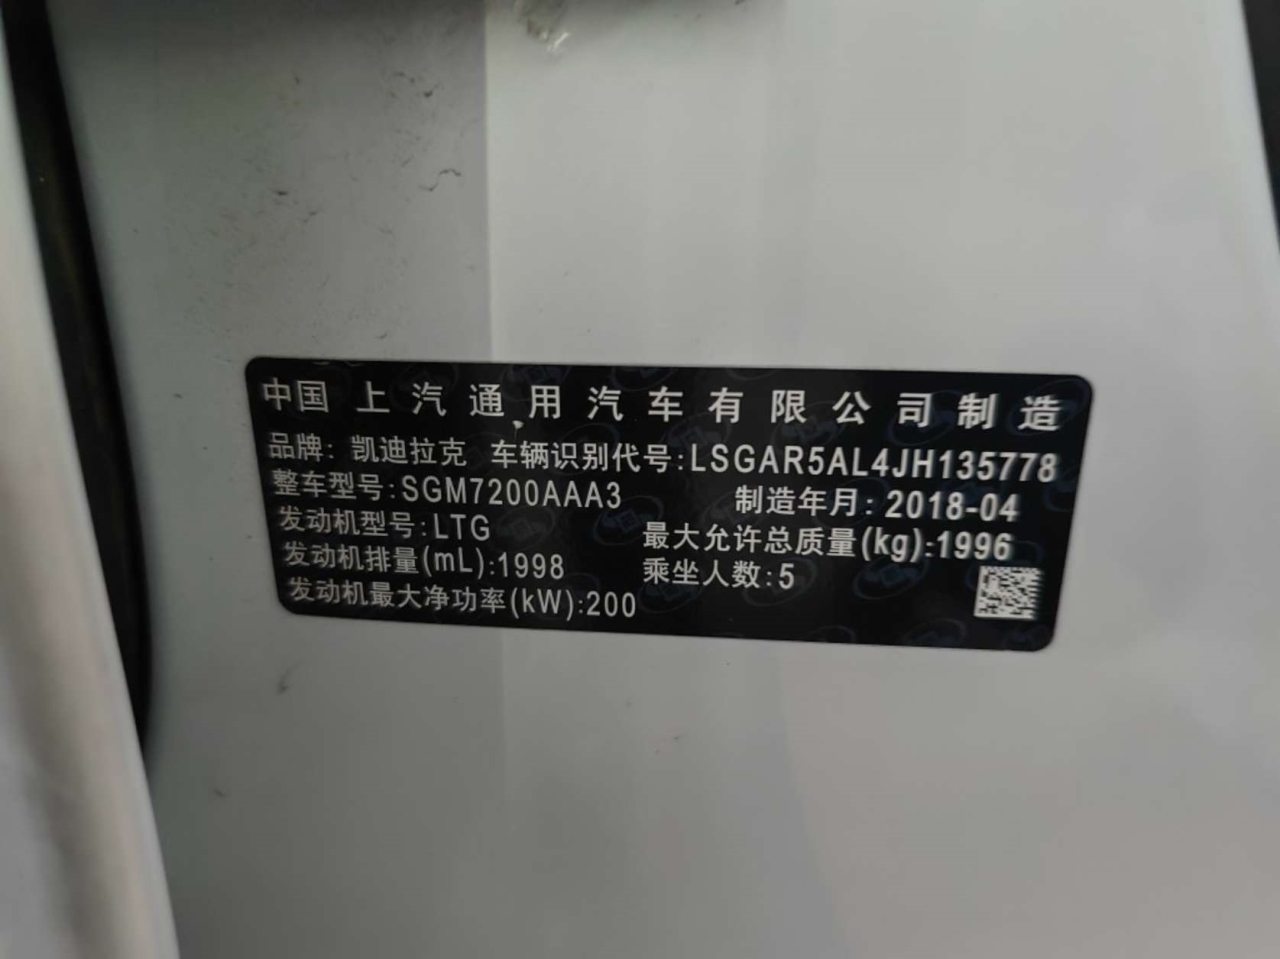 中国 上汽通用汽车有限公司制造
品牌: 凯迪拉克 车辆识别代号:LSGAR5AL4JH135778
整车型号:SGM7200AAA3 制造年月: 2018-04
发动机型号:LTG 最大允许总质量(kg):1996
发动机排量(mL):1998 乘坐人数:5
发动机最大净功率(kW):200